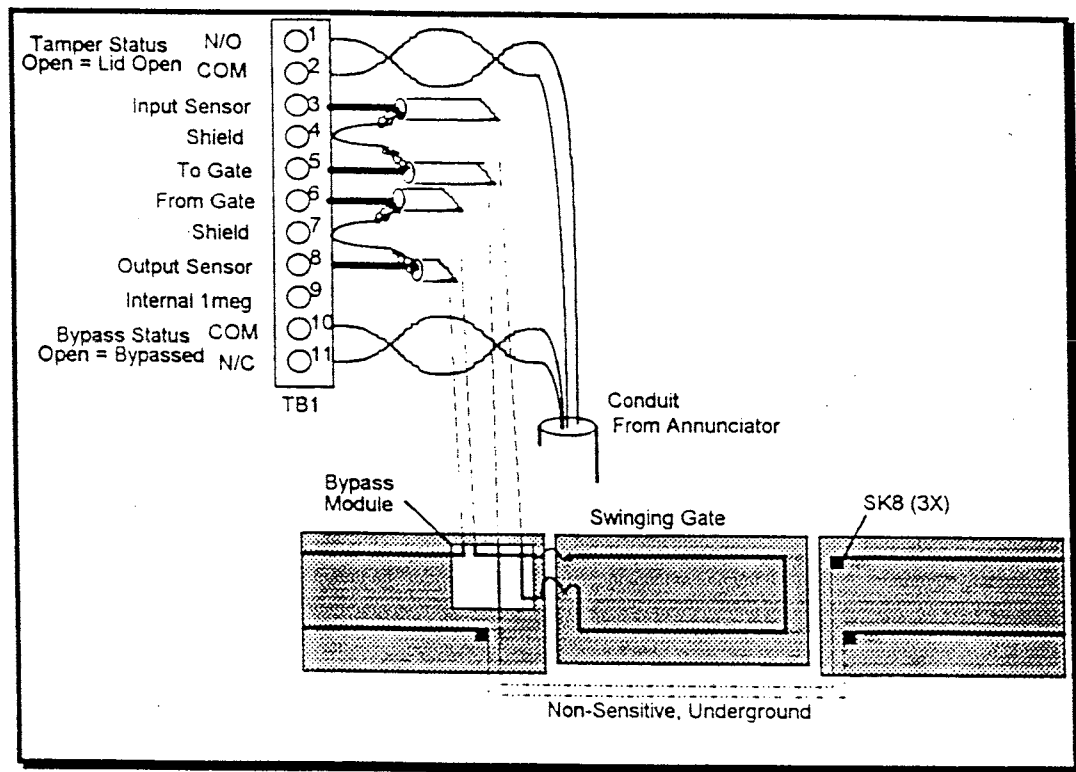 Tamper Status N/O 1
Open = Lid Open COM 2
Input Sensor 3
Shield 4
To Gate 5
From Gate 6
Shield 7
Output Sensor 8
Internal 1meg 9
Bypass Status COM 10
Open = Bypassed N/C 11
TB1
Conduit
From Annunciator
Bypass
Module
Swinging Gate
SK8 (3X)
Non-Sensitive, Underground